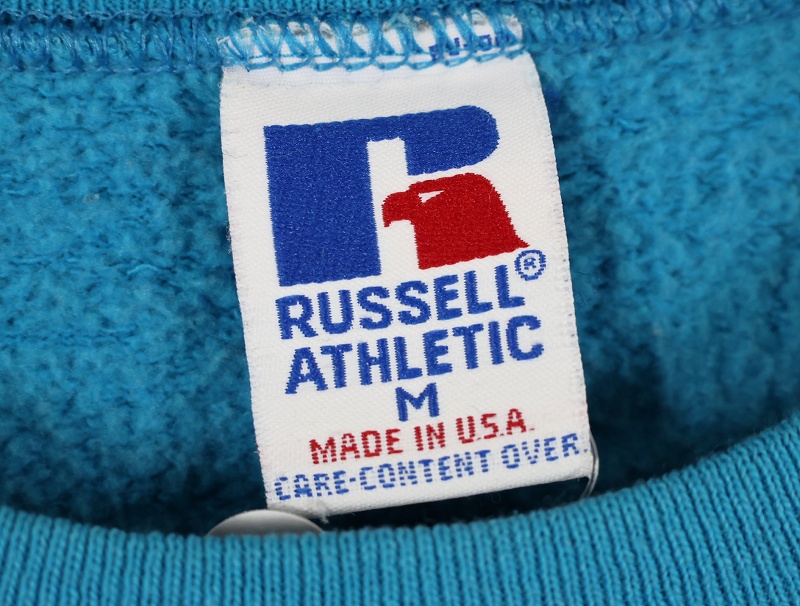 RUSSELL®
ATHLETIC
M
MADE IN U.S.A.
CARE-CONTENT OVER.